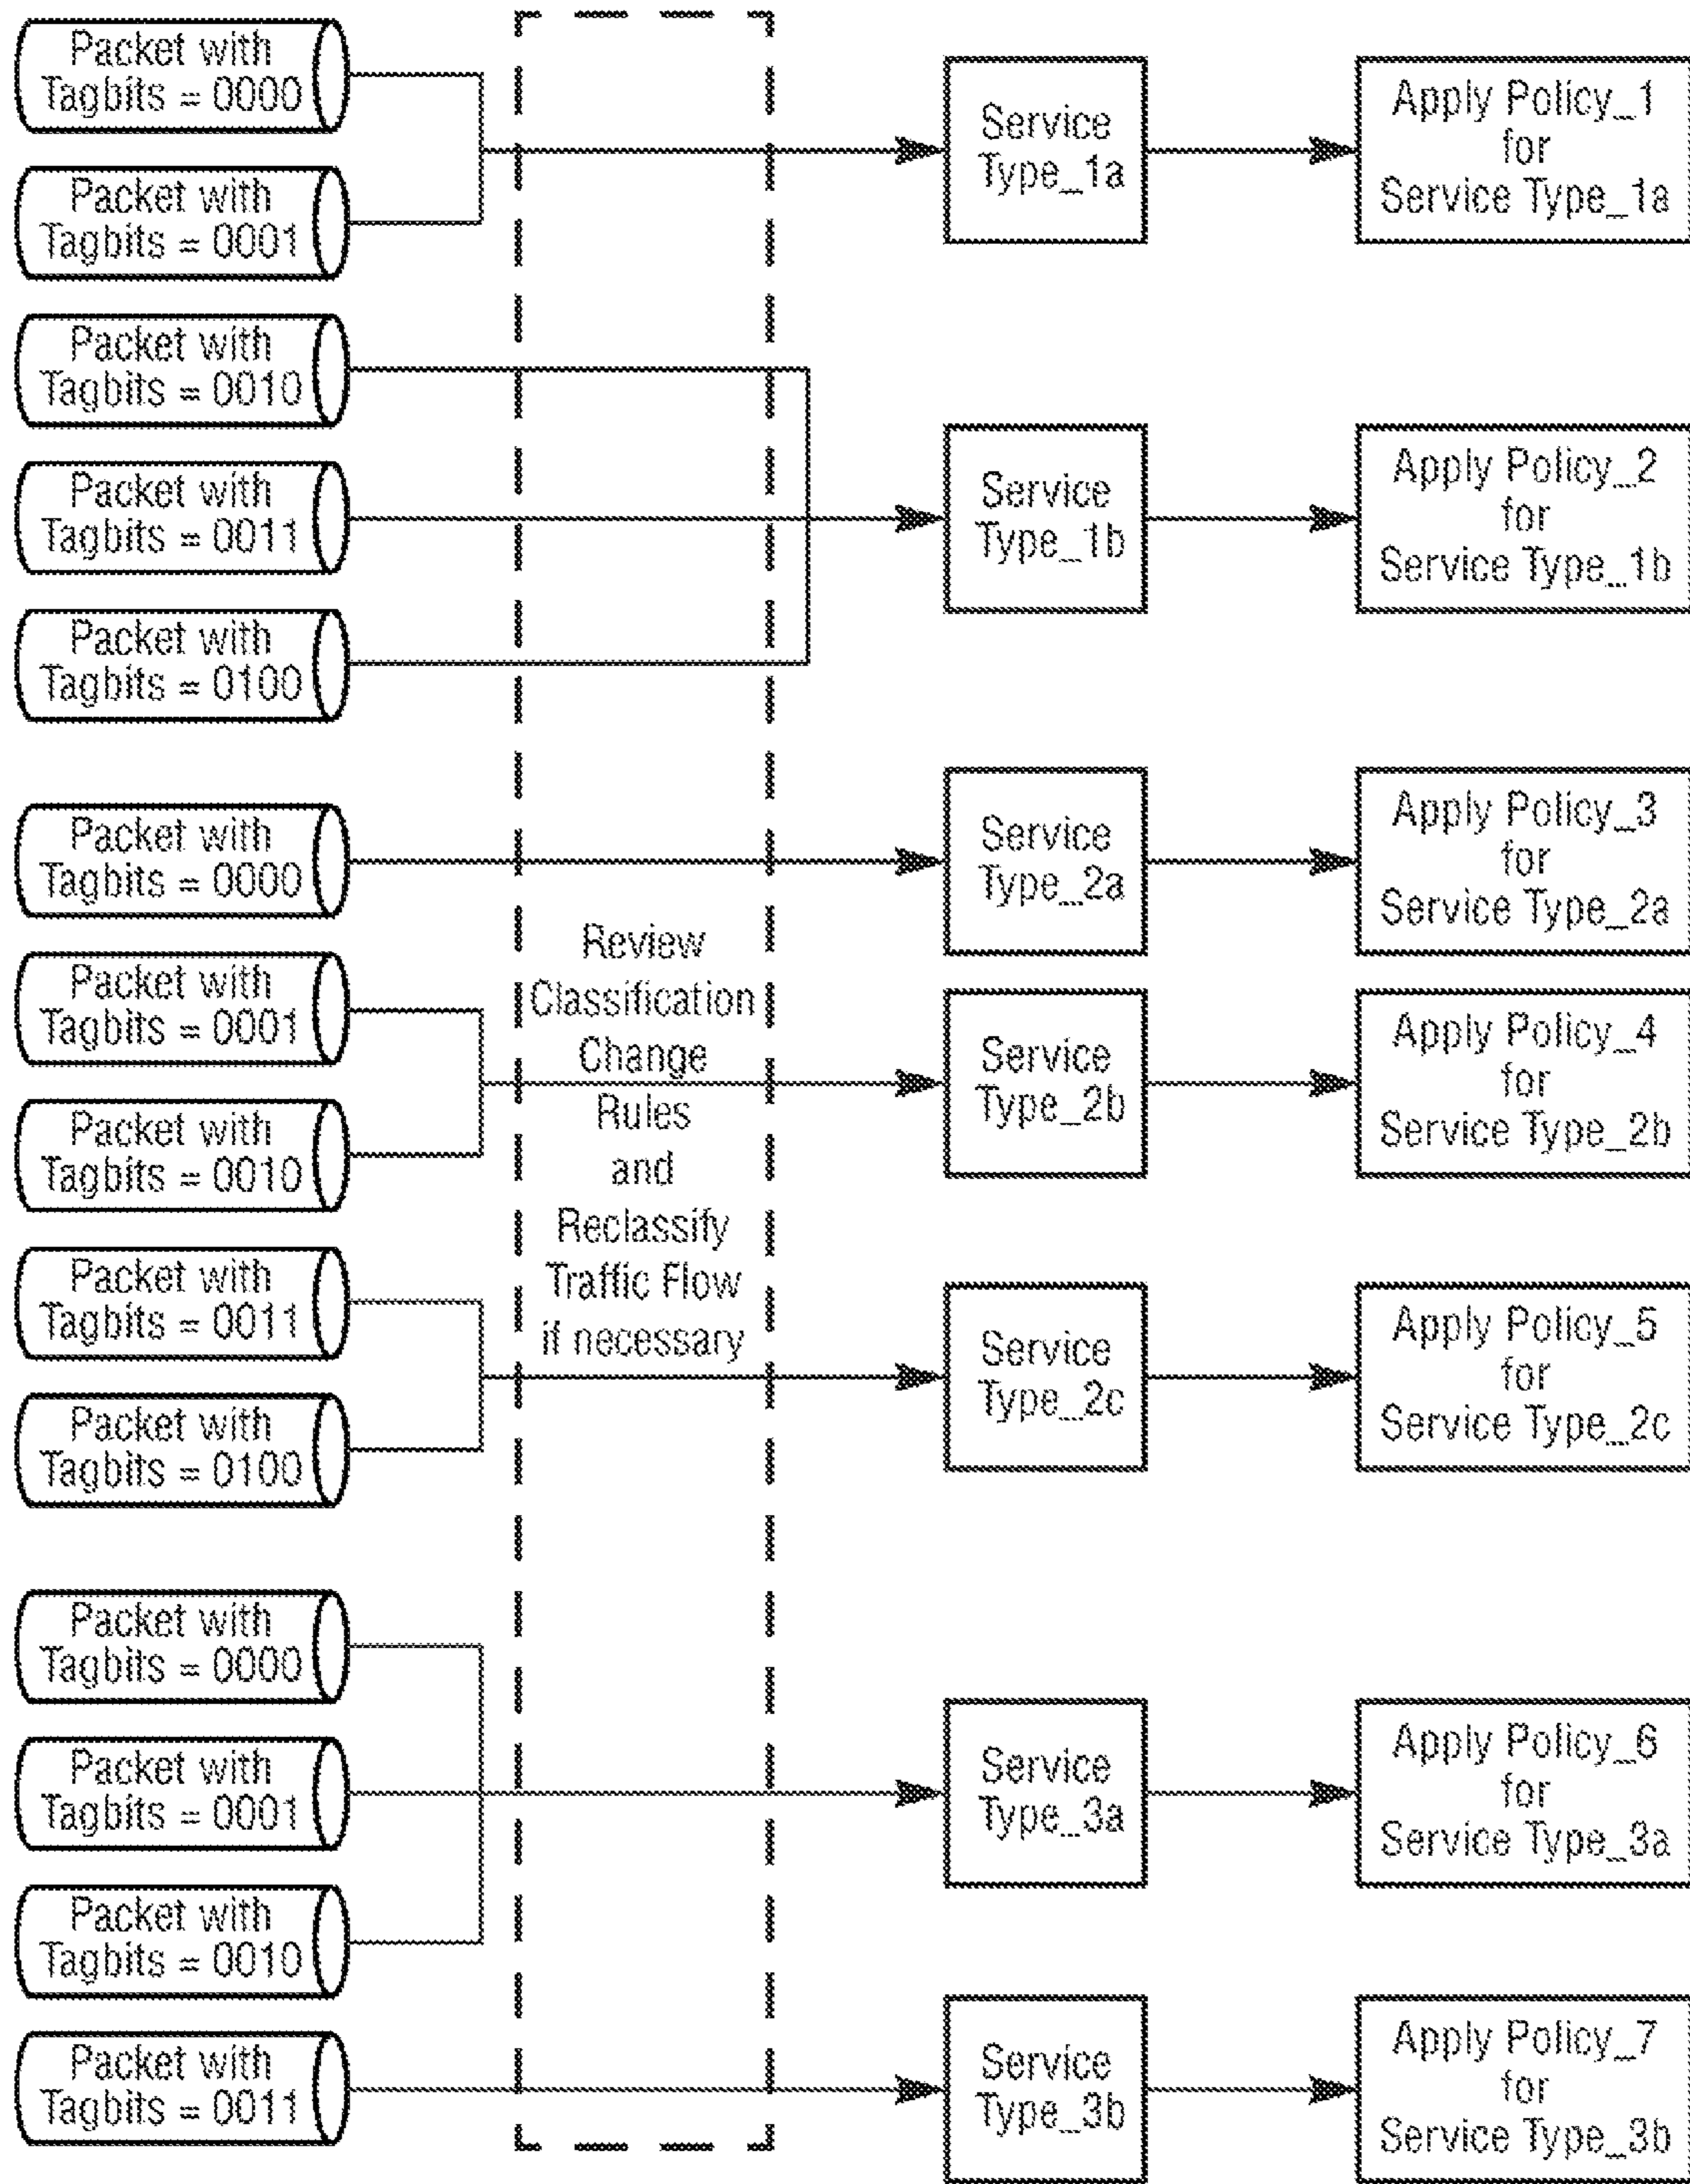 Packet with
Tagbits = 0000
Packet with
Tagbits = 0001
Service
Type_1a
Apply Policy_1
for
Service Type_1a
Packet with
Tagbits = 0010
Packet with
Tagbits = 0011
Packet with
Tagbits = 0100
Service
Type_1b
Apply Policy_2
for
Service Type_1b
Packet with
Tagbits = 0000
Service
Type_2a
Apply Policy_3
for
Service Type_2a
Review
Classification
Change
Rules
and
Reclassify
Traffic Flow
if necessary
Packet with
Tagbits = 0001
Packet with
Tagbits = 0010
Service
Type_2b
Apply Policy_4
for
Service Type_2b
Packet with
Tagbits = 0011
Packet with
Tagbits = 0100
Service
Type_2c
Apply Policy_5
for
Service Type_2c
Packet with
Tagbits = 0000
Packet with
Tagbits = 0001
Packet with
Tagbits = 0010
Service
Type_3a
Apply Policy_6
for
Service Type_3a
Packet with
Tagbits = 0011
Service
Type_3b
Apply Policy_7
for
Service Type_3b